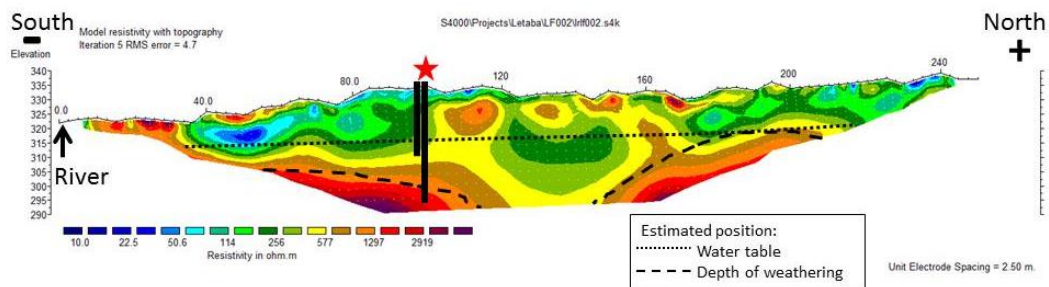 S4000\Projects\Letaba\LF002\lrlf002.s4k
South
North
Model resistivity with topography
Iteration 5 RMS error = 4.7
Elevation
340
335
330
325
320
315
310
305
300
295
290
0.0
40.0
80.0
120
160
200
240
River
10.0 22.5 50.6 114 256 577 1297 2919
Resistivity in ohm.m
Estimated position:
Water table
Depth of weathering
Unit Electrode Spacing = 2.50 m.